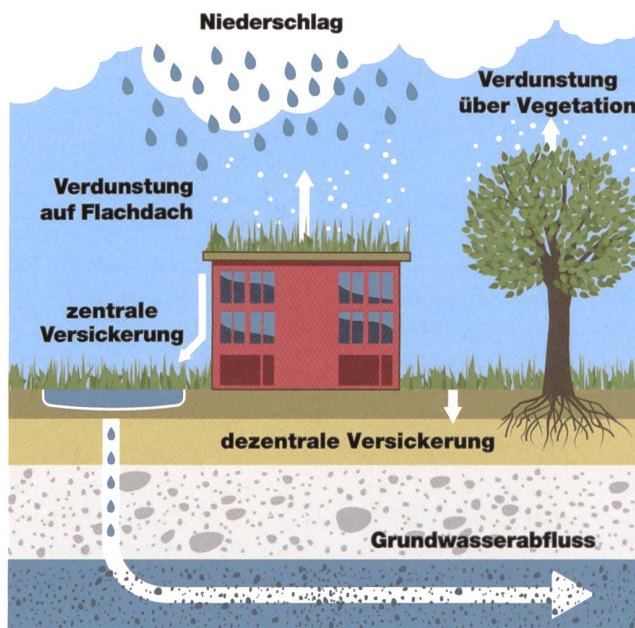 Niederschlag
Verdunstung
über Vegetation
Verdunstung
auf Flachdach
zentrale
Versickerung
dezentrale Versickerung
Grundwasserabfluss